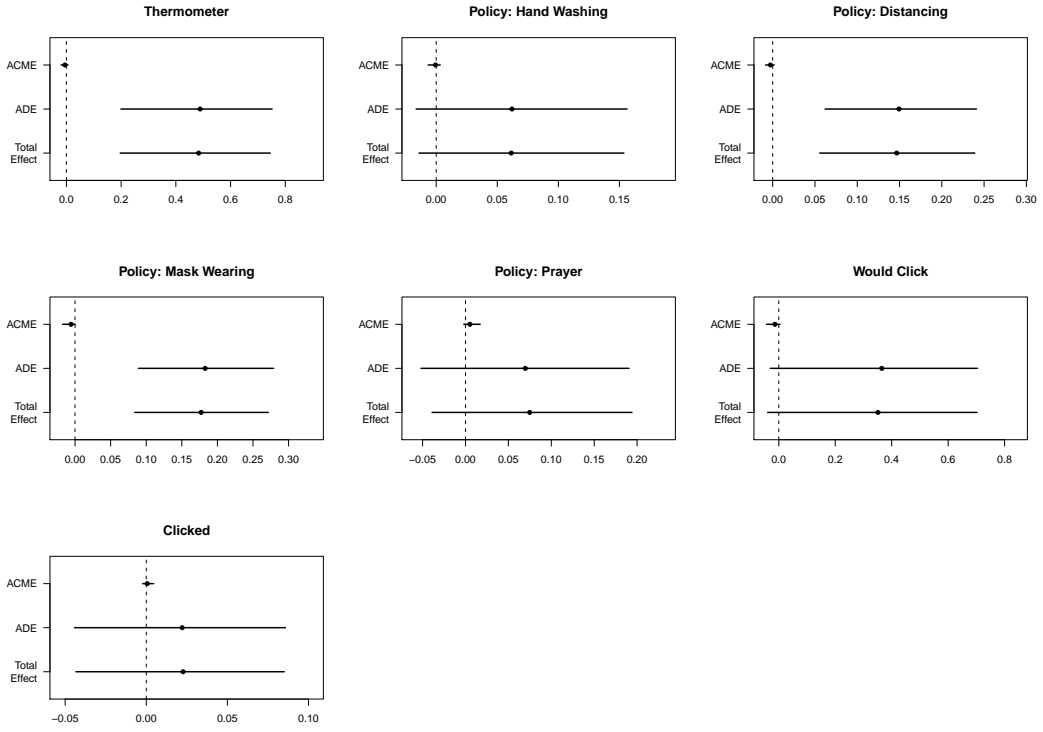 Thermometer
ACME
ADE
Total
Effect
0.0 0.2 0.4 0.6 0.8
Policy: Hand Washing
ACME
ADE
Total
Effect
0.00 0.05 0.10 0.15
Policy: Distancing
ACME
ADE
Total
Effect
0.00 0.05 0.10 0.15 0.20 0.25 0.30
Policy: Mask Wearing
ACME
ADE
Total
Effect
0.00 0.05 0.10 0.15 0.20 0.25 0.30
Policy: Prayer
ACME
ADE
Total
Effect
−0.05 0.00 0.05 0.10 0.15 0.20
Would Click
ACME
ADE
Total
Effect
0.0 0.2 0.4 0.6 0.8
Clicked
ACME
ADE
Total
Effect
−0.05 0.00 0.05 0.10